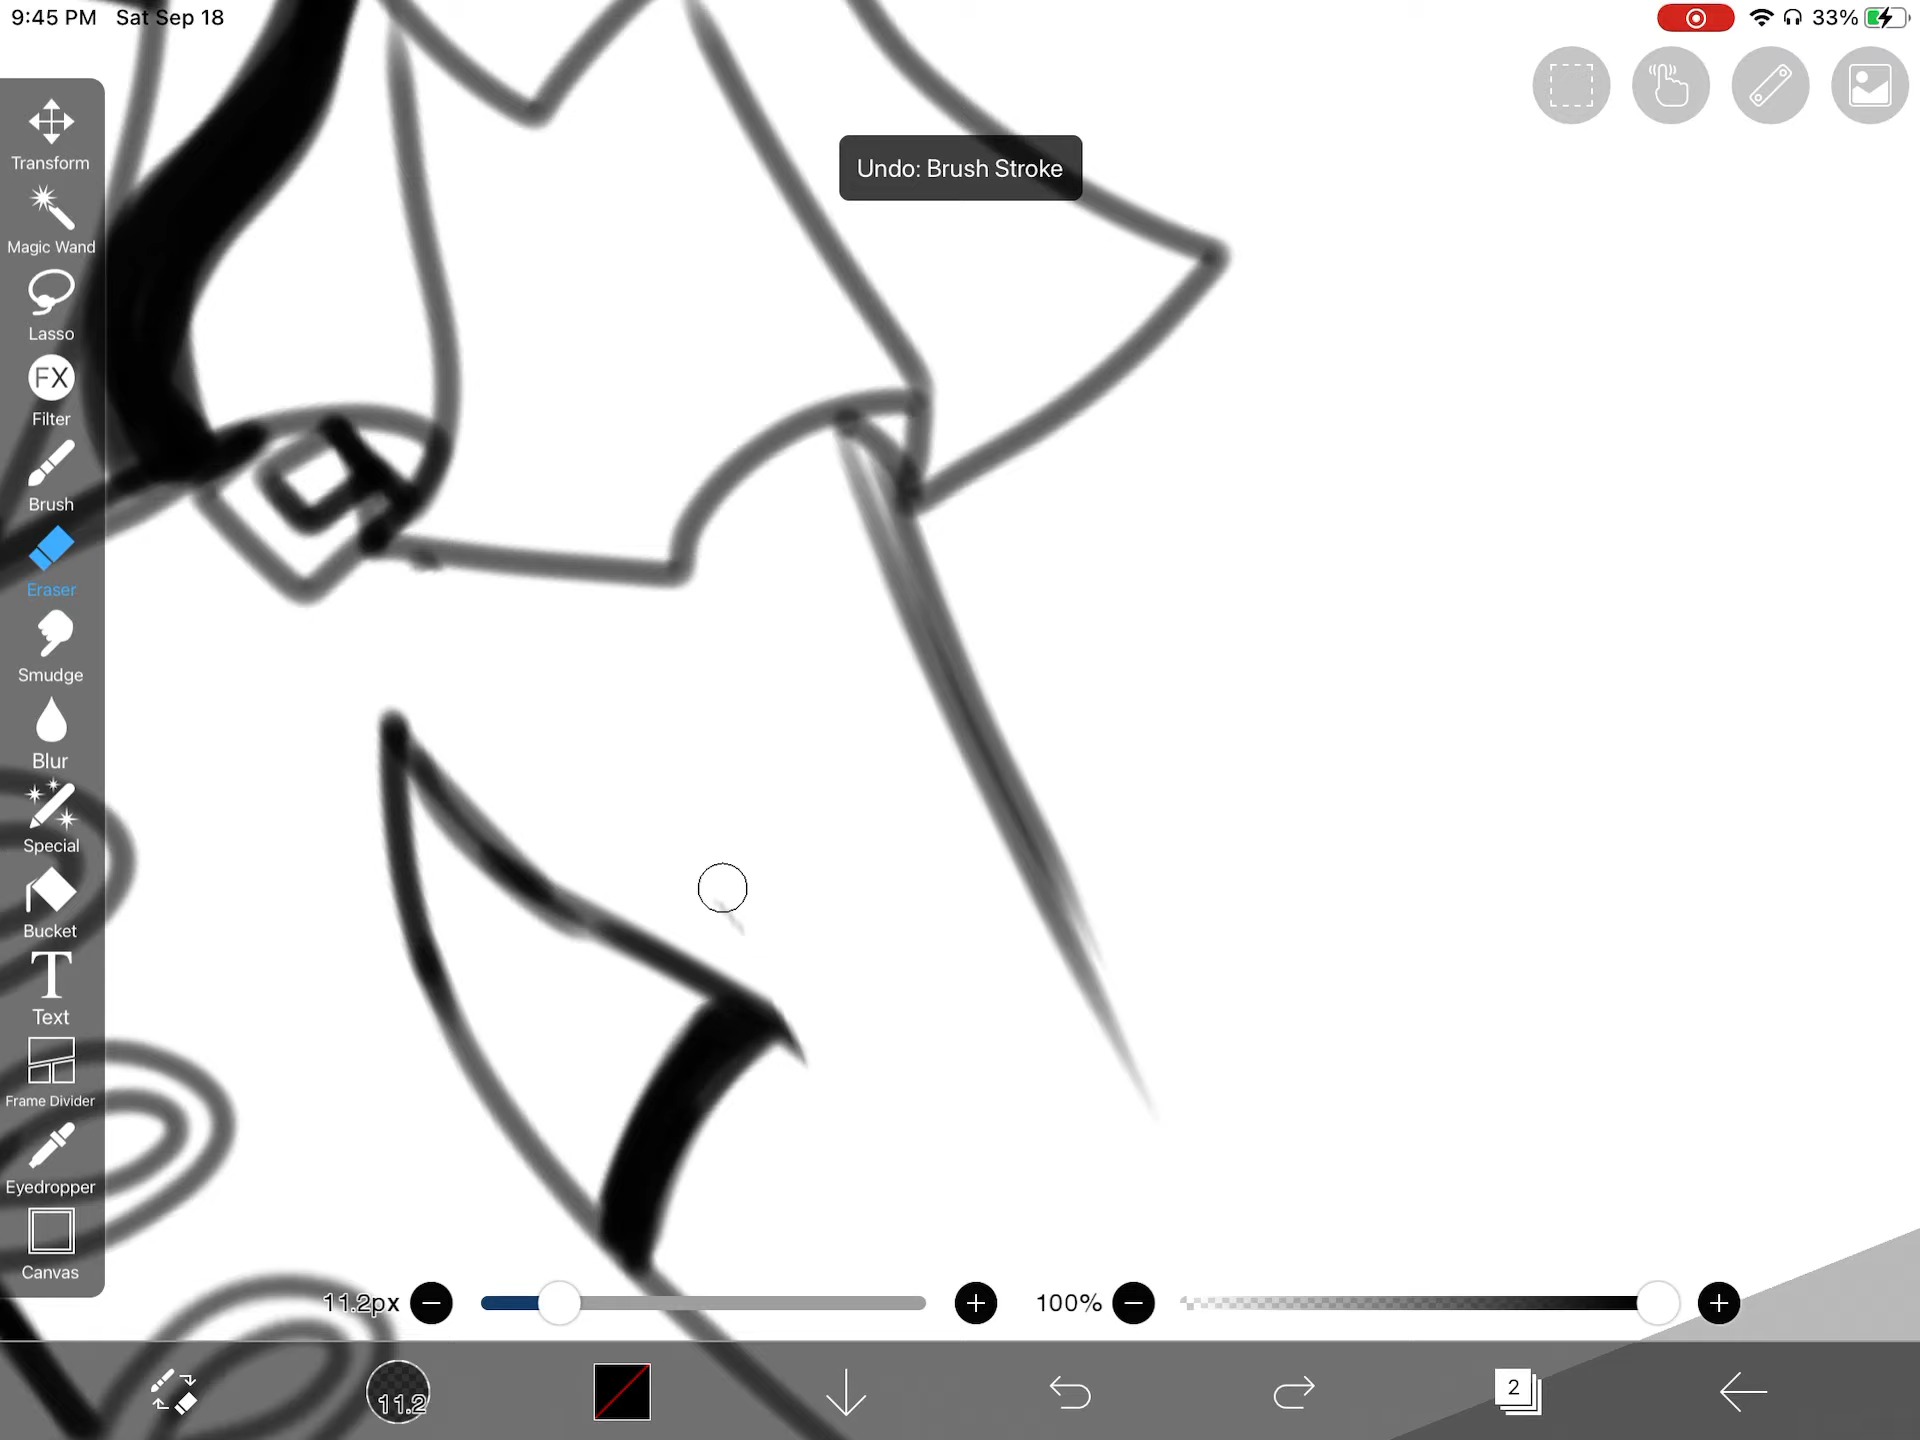 9:45 PM Sat Sep 18
33%
Undo: Brush Stroke
Transform
Magic Wand
Lasso
FX
Filter
Brush
Eraser
Smudge
Blur
Special
Bucket
T
Text
Frame Divider
Eyedropper
Canvas
11.2px
100%
11.2
2